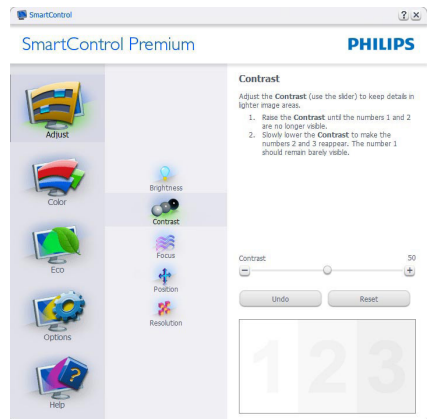 SmartControl
SmartControl Premium
PHILIPS
Adjust
Color
Eco
Options
Help
Brightness
Contrast
Focus
Position
Resolution
Contrast
Adjust the Contrast (use the slider) to keep details in
lighter image areas.
1. Raise the Contrast until the numbers 1 and 2
are no longer visible.
2. Slowly lower the Contrast to make the
numbers 2 and 3 reappear. The number 1
should remain barely visible.
Contrast 50
Undo Reset
1 2 3